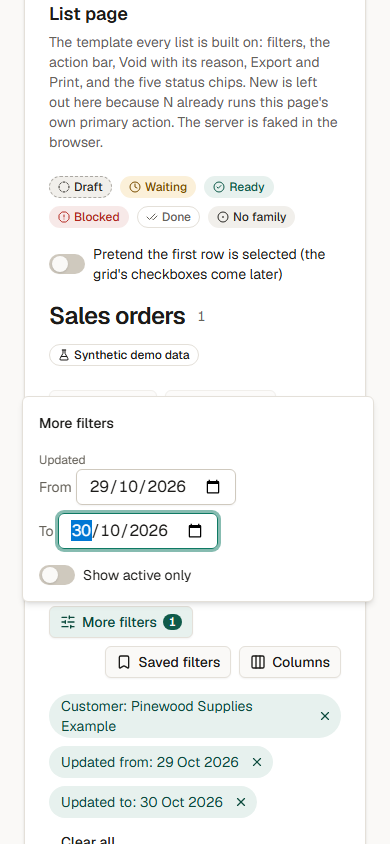 List page
The template every list is built on: filters, the
action bar, Void with its reason, Export and
Print, and the five status chips. New is left
out here because N already runs this page's
own primary action. The server is faked in the
browser.
Draft
Waiting
Ready
Blocked
Done
No family
Pretend the first row is selected (the
grid's checkboxes come later)
Sales orders 1
Synthetic demo data
More filters
Updated
From 29/10/2026
To 30/10/2026
Show active only
More filters 1
Saved filters
Columns
Customer: Pinewood Supplies
Example
Updated from: 29 Oct 2026
Updated to: 30 Oct 2026
Clear all